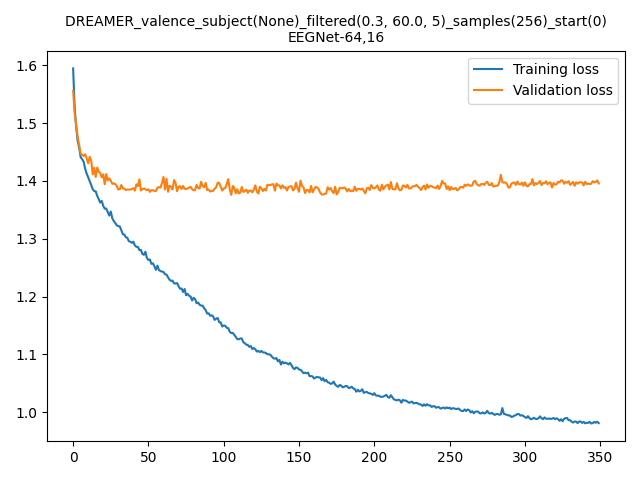 DREAMER_valence_subject(None)_filtered(0.3, 60.0, 5)_samples(256)_start(0)
EEGNet-64,16
Training loss
Validation loss
1.6
1.5
1.4
1.3
1.2
1.1
1.0
0 50 100 150 200 250 300 350